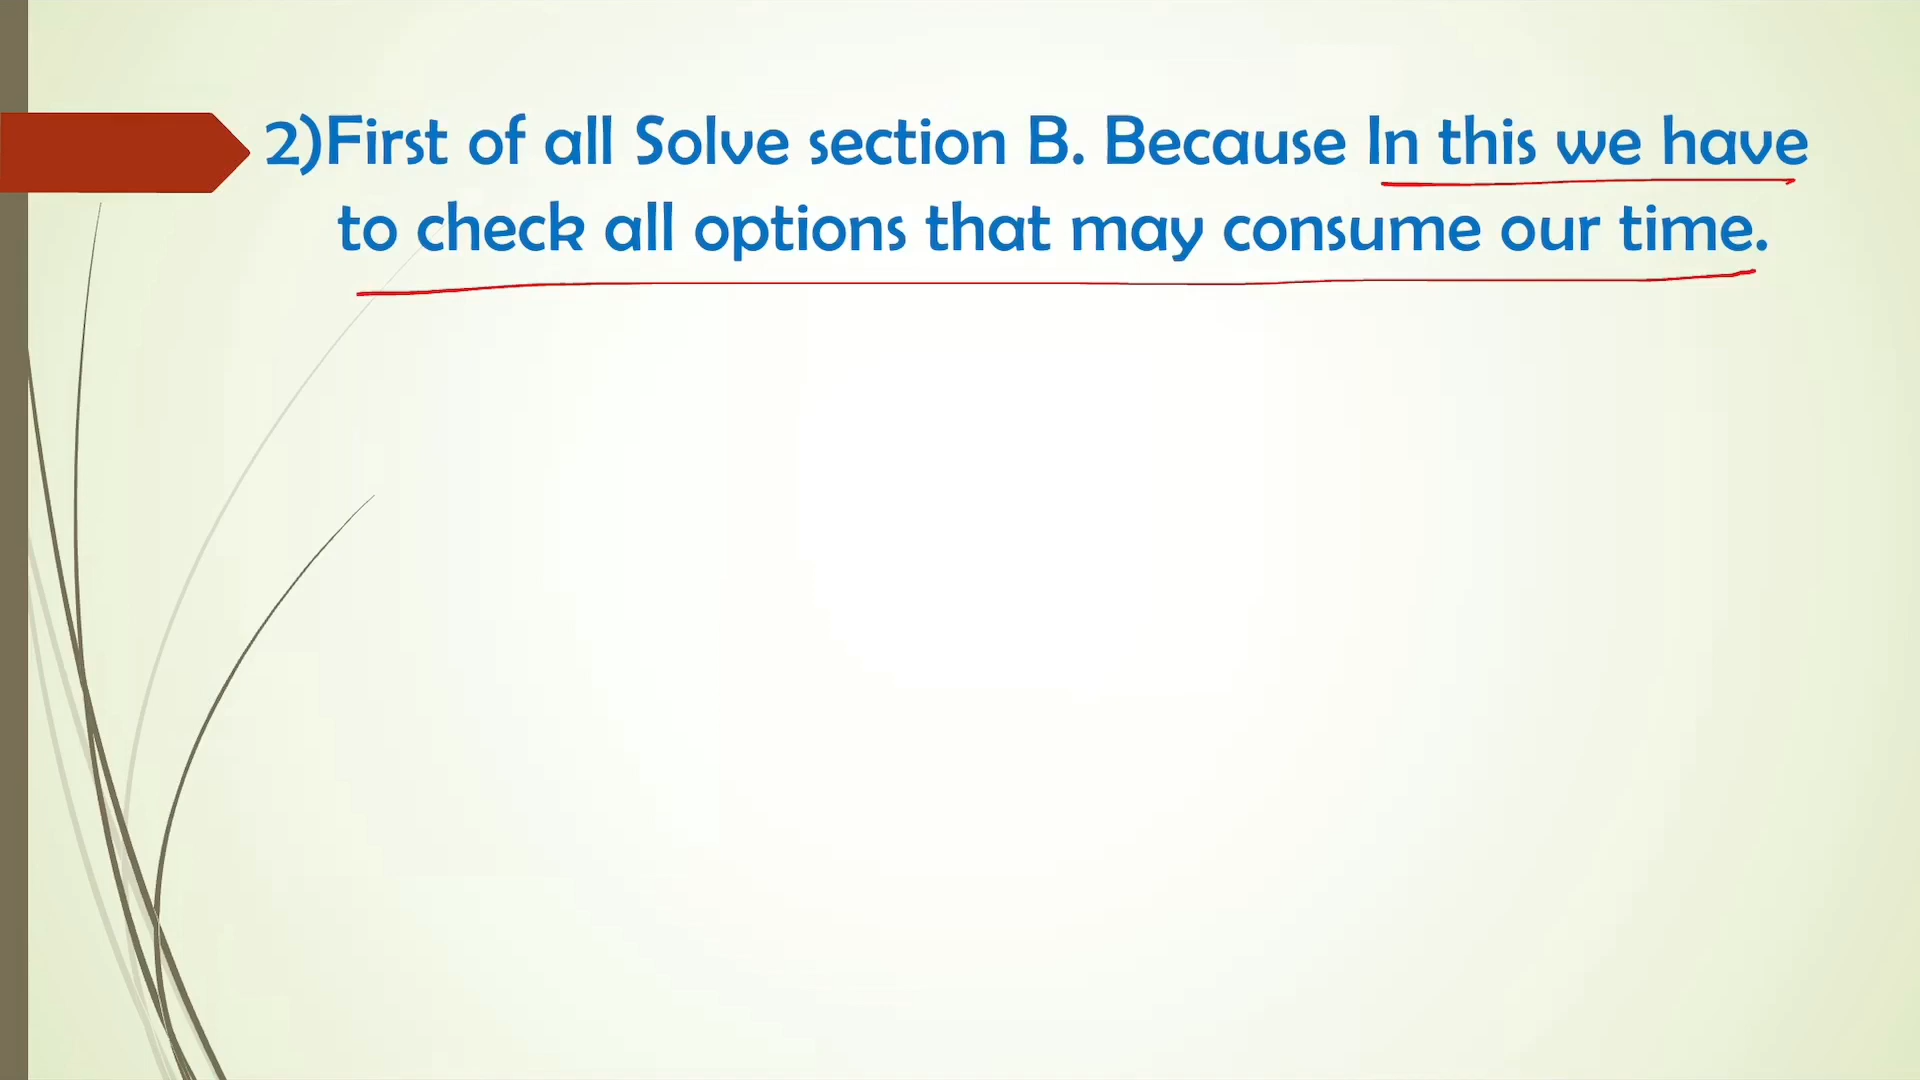 2)First of all Solve section B. Because In this we have
to check all options that may consume our time.